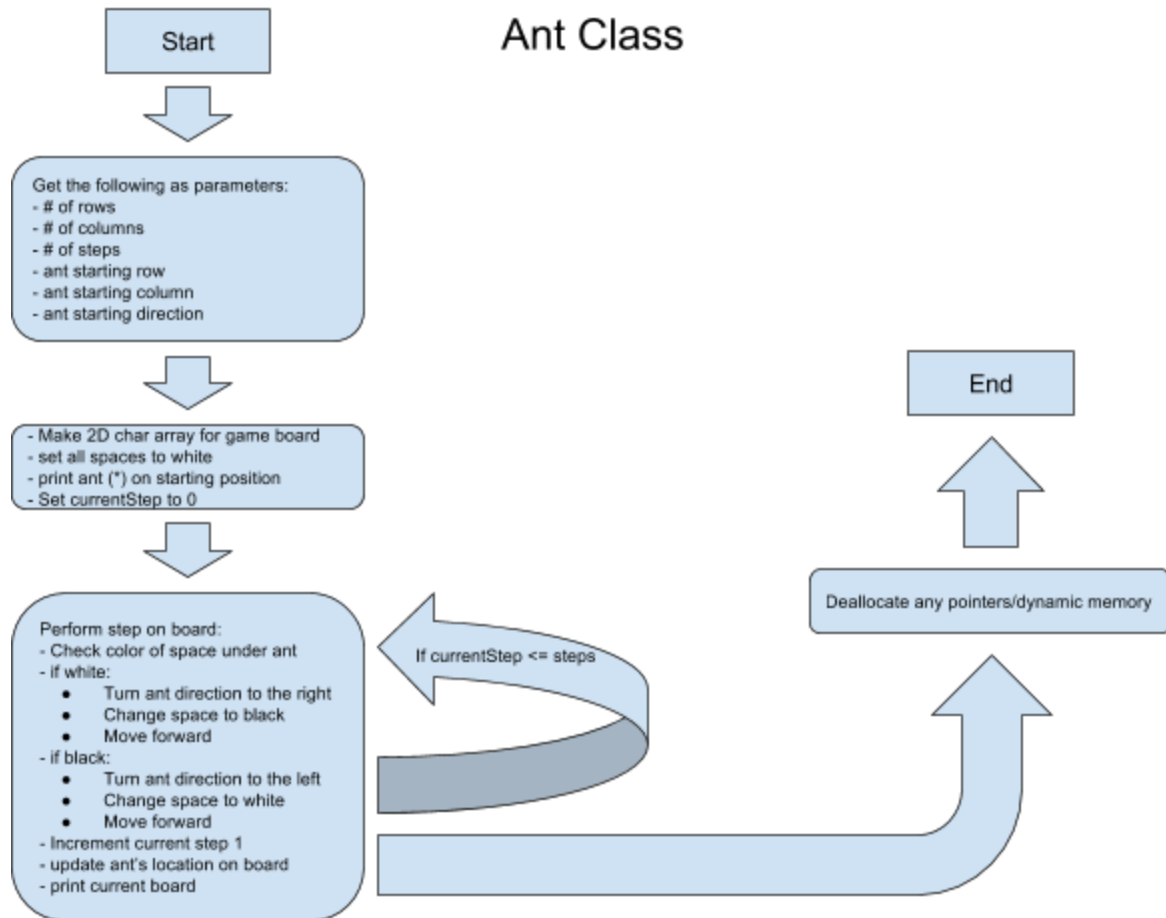 Ant Class
Start
Get the following as parameters:
- # of rows
- # of columns
- # of steps
- ant starting row
- ant starting column
- ant starting direction
- Make 2D char array for game board
- set all spaces to white
- print ant (*) on starting position
- Set currentStep to 0
Perform step on board:
- Check color of space under ant
- if white:
● Turn ant direction to the right
● Change space to black
● Move forward
- if black:
● Turn ant direction to the left
● Change space to white
● Move forward
- Increment current step 1
- update ant's location on board
- print current board
If currentStep <= steps
Deallocate any pointers/dynamic memory
End